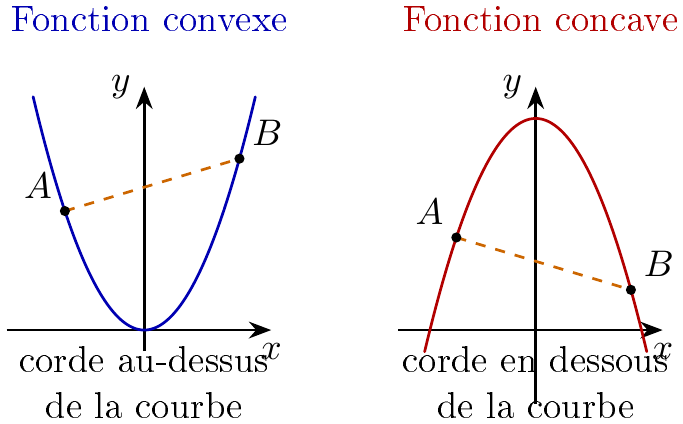 Fonction convexe
y
B
A
x
corde au-dessus
de la courbe
Fonction concave
y
A
B
x
corde en dessous
de la courbe